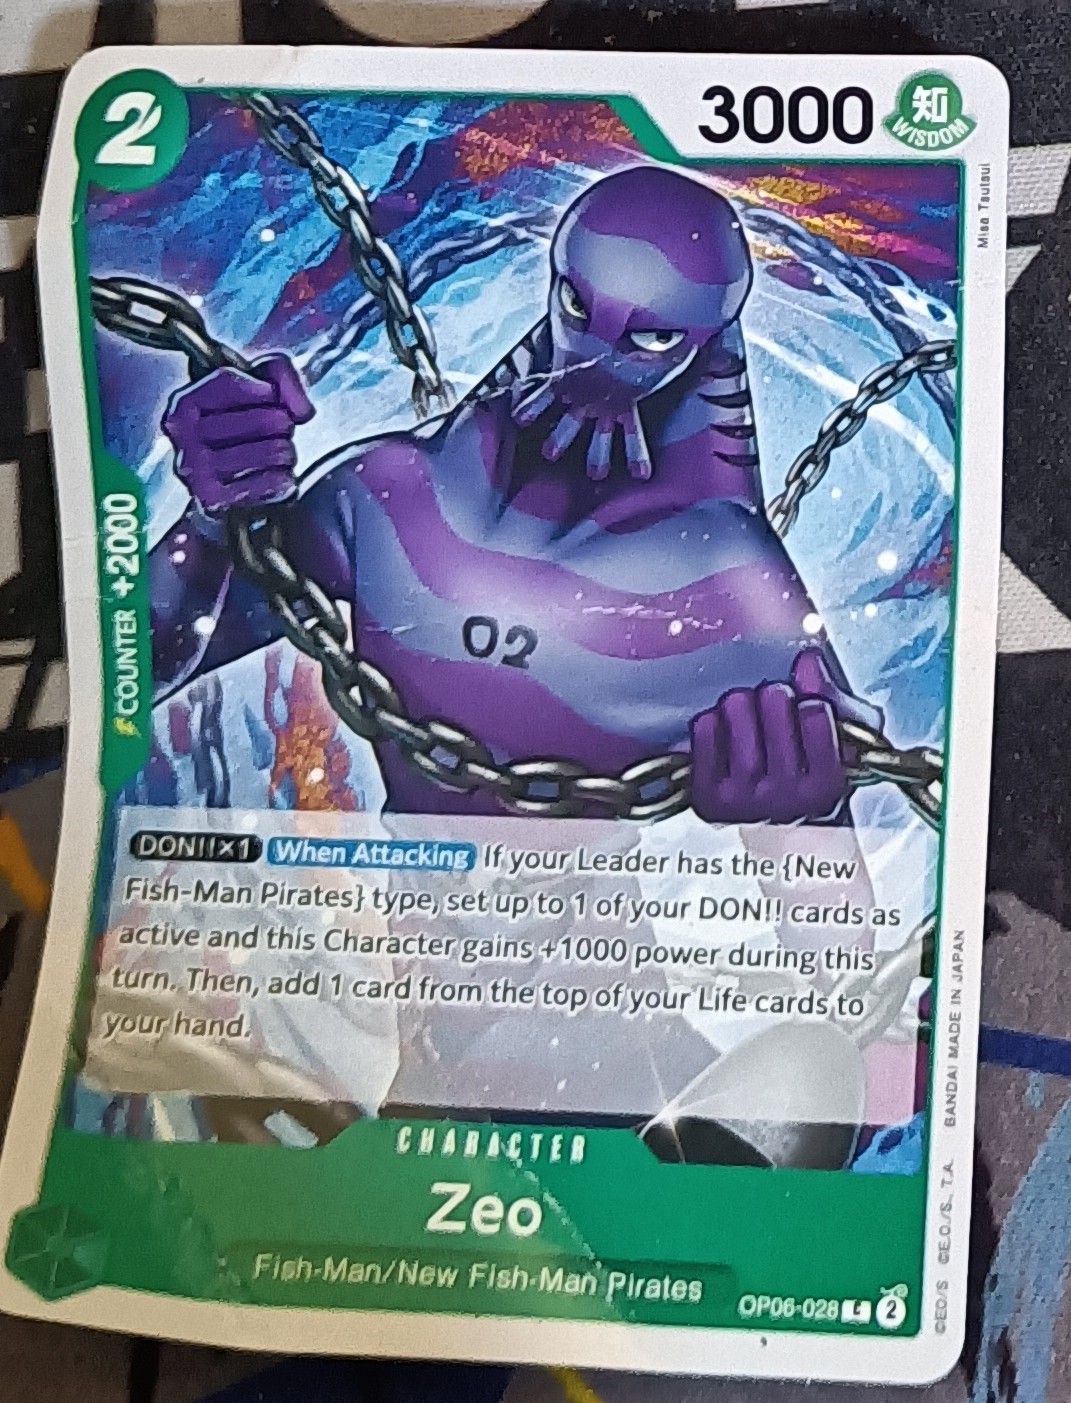 2
3000
知
WISDOM
Misa Tsutsui
COUNTER +2000
02
DON!!×1 When Attacking If your Leader has the {New
Fish-Man Pirates} type, set up to 1 of your DON!! cards as
active and this Character gains +1000 power during this
turn. Then, add 1 card from the top of your Life cards to
your hand.
CHARACTER
Zeo
Fish-Man/New Fish-Man Pirates
OP06-028 C 2
©EO/S ©E.O./S., T.A. BANDAI MADE IN JAPAN